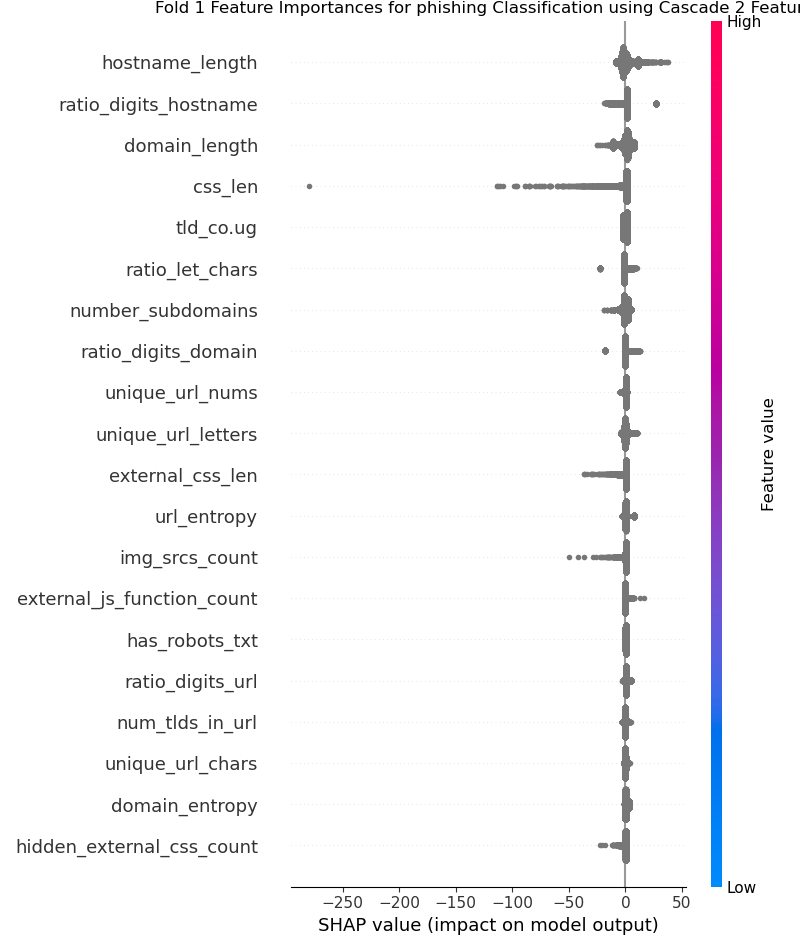 Fold 1 Feature Importances for phishing Classification using Cascade 2
High
hostname_length
ratio_digits_hostname
domain_length
css_len
tld_co.ug
ratio_let_chars
number_subdomains
ratio_digits_domain
unique_url_nums
unique_url_letters
external_css_len
url_entropy
img_srcs_count
external_js_function_count
has_robots_txt
ratio_digits_url
num_tlds_in_url
unique_url_chars
domain_entropy
hidden_external_css_count
Feature value
Low
−250 −200 −150 −100 −50 0 50
SHAP value (impact on model output)